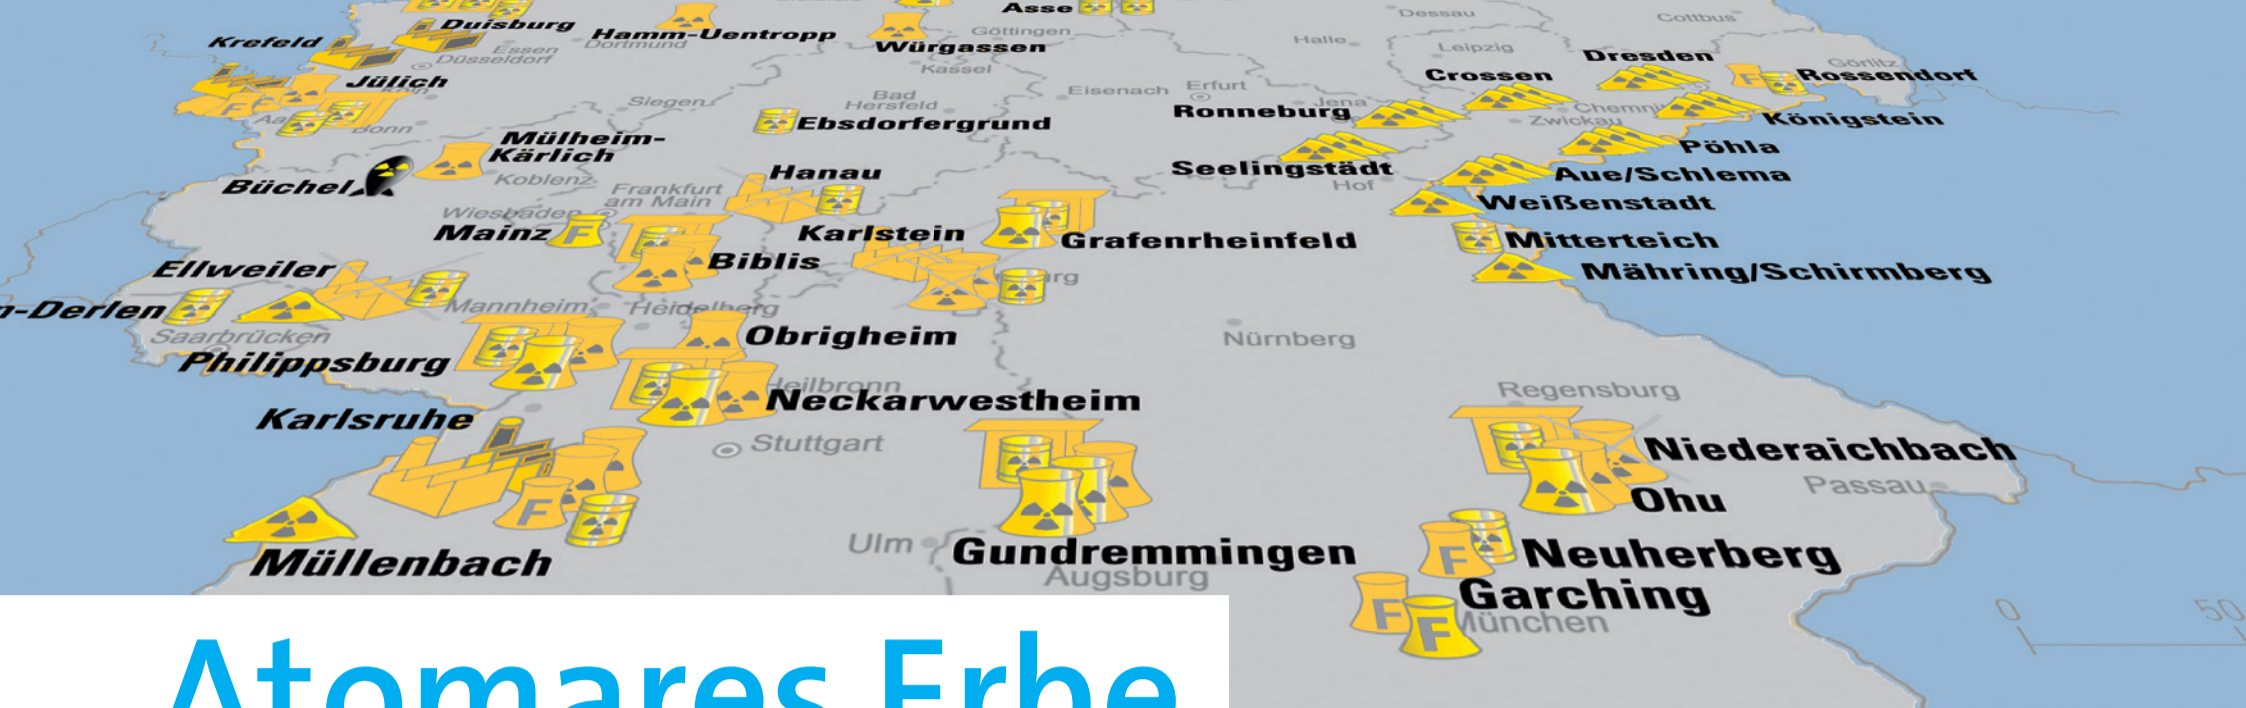 Asse
Dessau
Cottbus
Duisburg
Hamm-Uentropp
Göttingen
Krefeld
Essen
Dortmund
Würgassen
Halle
Leipzig
Düsseldorf
Kassel
Dresden
Görlitz
Crossen
F
Rossendorf
Jülich
Köln
Siegen
Bad
Hersfeld
Eisenach
Erfurt
Jena
Chemni
F
F
Ronneburg
Zwickau
Königstein
Aa
Bonn
Ebsdorfergrund
Mülheim-
Kärlich
Pöhla
Seelingstädt
Hof
Aue/Schlema
Büchel
Koblenz
Hanau
Frankfurt
am Main
Weißenstadt
Wiesbaden
Mainz
F
Karlstein
Grafenrheinfeld
Mitterteich
Ellweiler
Biblis
Mähring/Schirmberg
rg
n-Derlen
Mannheim
Heidelberg
Saarbrücken
Obrigheim
Nürnberg
Philippsburg
Heilbronn
Neckarwestheim
Regensburg
Karlsruhe
Stuttgart
Niederaichbach
Passau
F
Ohu
Müllenbach
Ulm
Gundremmingen
Augsburg
F
Neuherberg
Garching
F
F
München
0
50
Atomares Erbe